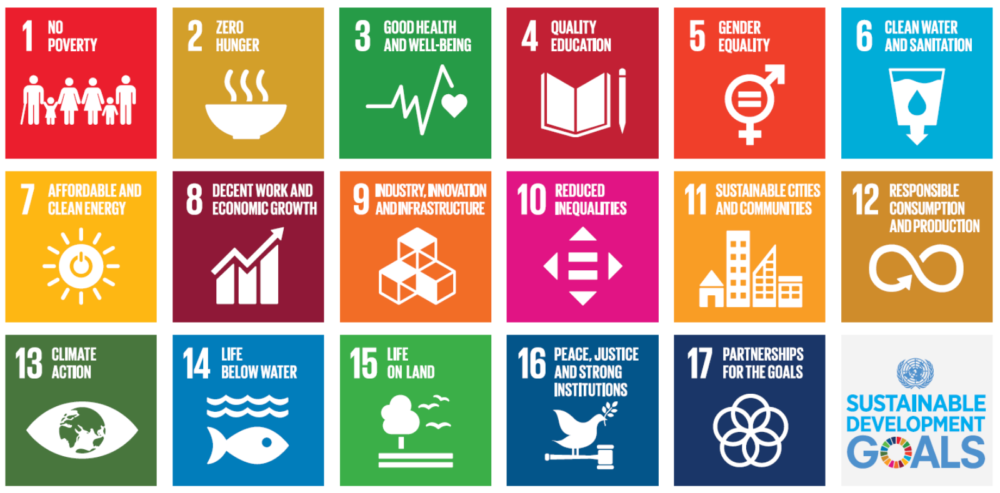 1 NO
POVERTY
2 ZERO
HUNGER
3 GOOD HEALTH
AND WELL-BEING
4 QUALITY
EDUCATION
5 GENDER
EQUALITY
6 CLEAN WATER
AND SANITATION
7 AFFORDABLE AND
CLEAN ENERGY
8 DECENT WORK AND
ECONOMIC GROWTH
9 INDUSTRY, INNOVATION
AND INFRASTRUCTURE
10 REDUCED
INEQUALITIES
11 SUSTAINABLE CITIES
AND COMMUNITIES
12 RESPONSIBLE
CONSUMPTION
AND PRODUCTION
13 CLIMATE
ACTION
14 LIFE
BELOW WATER
15 LIFE
ON LAND
16 PEACE, JUSTICE
AND STRONG
INSTITUTIONS
17 PARTNERSHIPS
FOR THE GOALS
SUSTAINABLE
DEVELOPMENT
GOALS